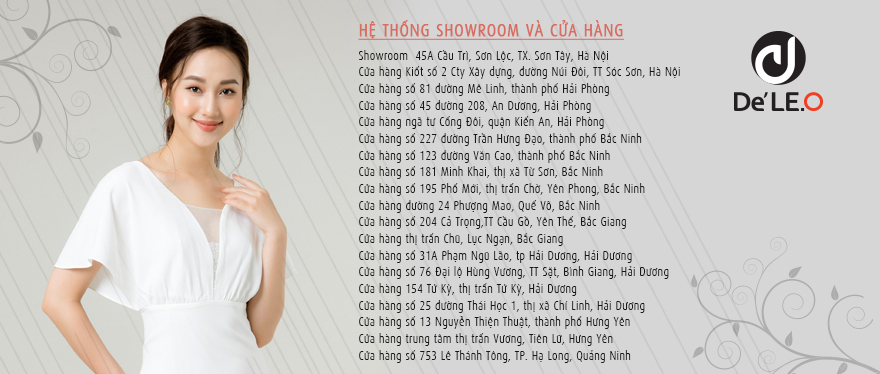 HỆ THỐNG SHOWROOM VÀ CỬA HÀNG
Showroom 45A Cầu Trì, Sơn Lộc, TX. Sơn Tây, Hà Nội
Cửa hàng Kiốt số 2 Cty Xây dựng, đường Núi Đôi, TT Sóc Sơn, Hà Nội
Cửa hàng số 81 đường Mê Linh, thành phố Hải Phòng
Cửa hàng số 45 đường 208, An Dương, Hải Phòng
Cửa hàng ngã tư Cống Đôi, quận Kiến An, Hải Phòng
Cửa hàng số 227 đường Trần Hưng Đạo, thành phố Bắc Ninh
Cửa hàng số 123 đường Văn Cao, thành phố Bắc Ninh
Cửa hàng số 181 Minh Khai, thị xã Từ Sơn, Bắc Ninh
Cửa hàng số 195 Phố Mới, thị trấn Chờ, Yên Phong, Bắc Ninh
Cửa hàng đường 24 Phượng Mao, Quế Võ, Bắc Ninh
Cửa hàng số 204 Cả Trọng,TT Cầu Gồ, Yên Thế, Bắc Giang
Cửa hàng thị trấn Chũ, Lục Ngạn, Bắc Giang
Cửa hàng số 31A Phạm Ngũ Lão, tp Hải Dương, Hải Dương
Cửa hàng số 76 Đại lộ Hùng Vương, TT Sặt, Bình Giang, Hải Dương
Cửa hàng 154 Tứ Kỳ, thị trấn Tứ Kỳ, Hải Dương
Cửa hàng số 25 đường Thái Học 1, thị xã Chí Linh, Hải Dương
Cửa hàng số 13 Nguyễn Thiện Thuật, thành phố Hưng Yên
Cửa hàng trung tâm thị trấn Vương, Tiên Lữ, Hưng Yên
Cửa hàng số 753 Lê Thánh Tông, TP. Hạ Long, Quảng Ninh
De'LE.O